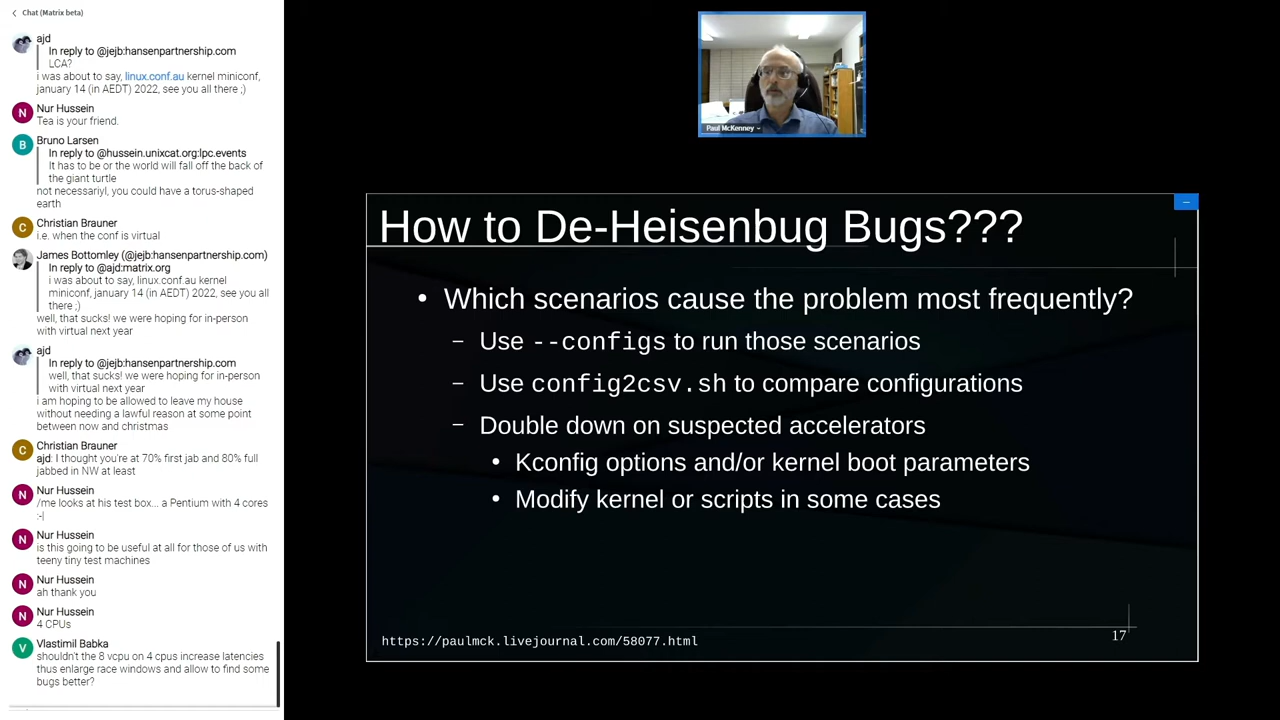 Chat (Matrix beta)
ajd
In reply to @jejb:hansenpartnership.com
LCA?
i was about to say, linux.conf.au kernel miniconf,
january 14 (in AEDT) 2022, see you all there ;)
Nur Hussein
Tea is your friend.
Bruno Larsen
In reply to @hussein.unixcat.org:lpc.events
It has to be or the world will fall off the back of
the giant turtle
not necessariyl, you could have a torus-shaped
earth
Christian Brauner
i.e. when the conf is virtual
James Bottomley (@jejb:hansenpartnership.com)
In reply to @ajd:matrix.org
i was about to say, linux.conf.au kernel
miniconf, january 14 (in AEDT) 2022, see you all
there ;)
well, that sucks! we were hoping for in-person
with virtual next year
ajd
In reply to @jejb:hansenpartnership.com
well, that sucks! we were hoping for in-person
with virtual next year
i am hoping to be allowed to leave my house
without needing a lawful reason at some point
between now and christmas
Christian Brauner
ajd: I thought you're at 70% first jab and 80% full
jabbed in NW at least
Nur Hussein
/me looks at his test box... a Pentium with 4 cores
:-|
Nur Hussein
is this going to be useful at all for those of us with
teeny tiny test machines
Nur Hussein
ah thank you
Nur Hussein
4 CPUs
Vlastimil Babka
shouldn't the 8 vcpu on 4 cpus increase latencies
thus enlarge race windows and allow to find some
bugs better?
N
B
C
C
N
N
N
N
V
Paul McKenney
How to De-Heisenbug Bugs???
• Which scenarios cause the problem most frequently?
– Use --configs to run those scenarios
– Use config2csv.sh to compare configurations
– Double down on suspected accelerators
• Kconfig options and/or kernel boot parameters
• Modify kernel or scripts in some cases
https://paulmck.livejournal.com/58077.html
17